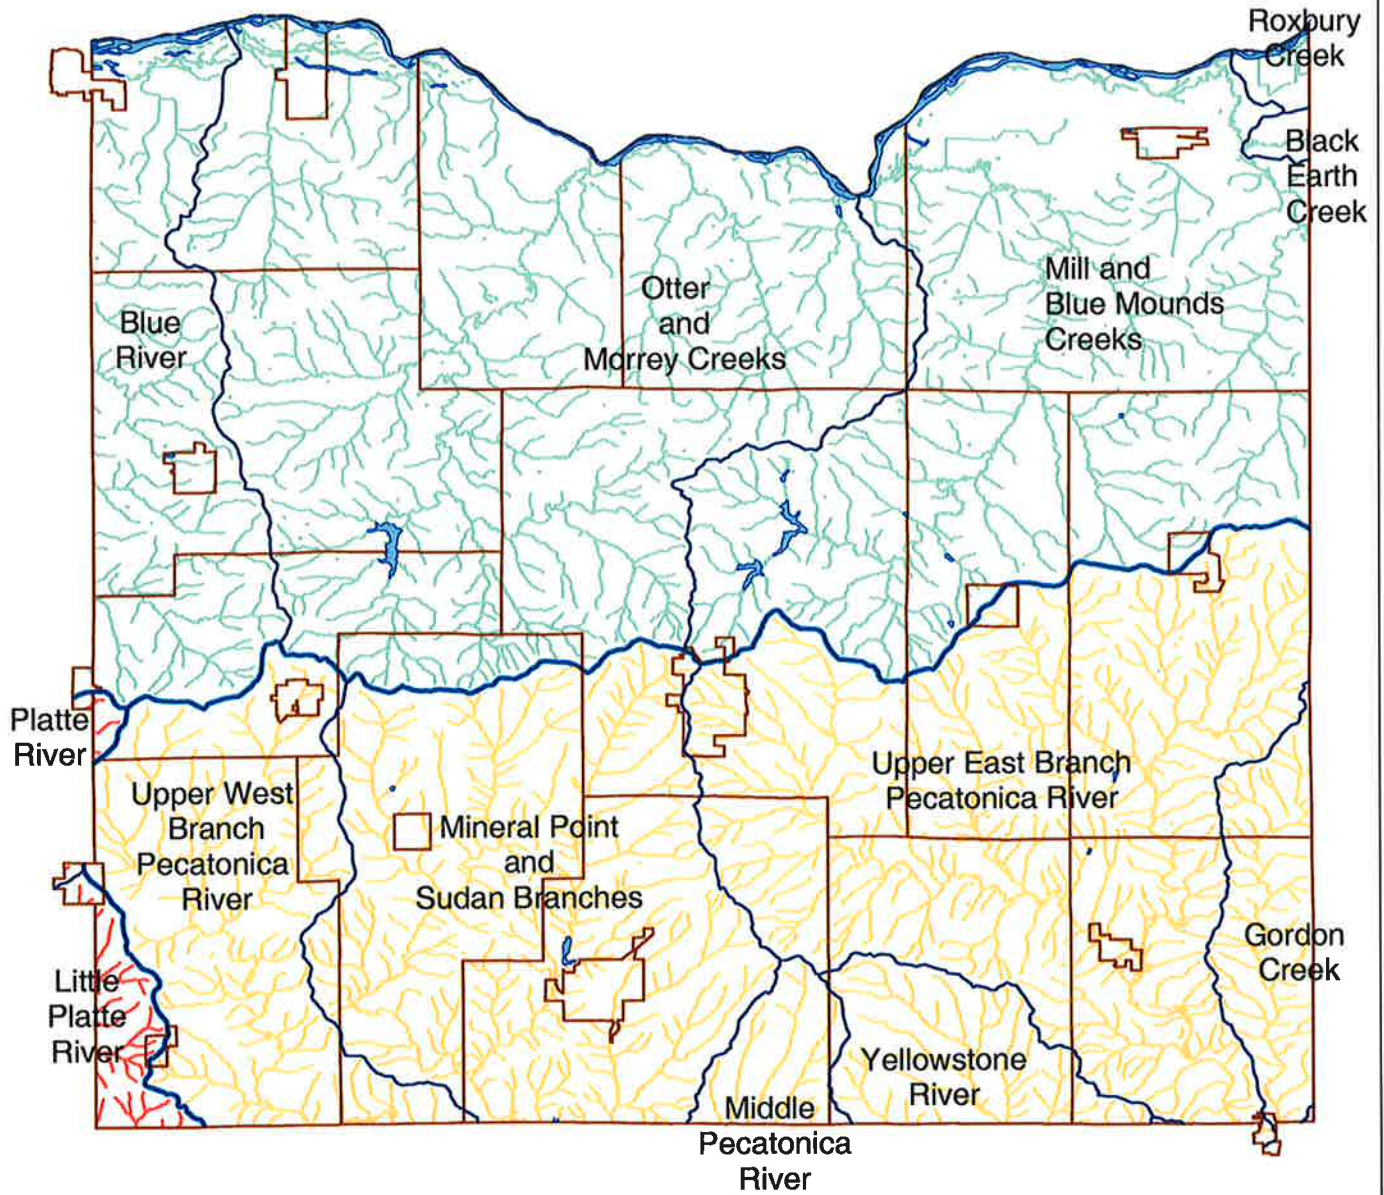 Roxbury
Creek
Black
Earth
Creek
Mill and
Blue Mounds
Creeks
Otter
and
Morrey Creeks
Blue
River
Platte
River
Upper West
Branch
Pecatonica
River
Mineral Point
and
Sudan Branches
Upper East Branch
Pecatonica River
Gordon
Creek
Little
Platte
River
Yellowstone
River
Middle
Pecatonica
River